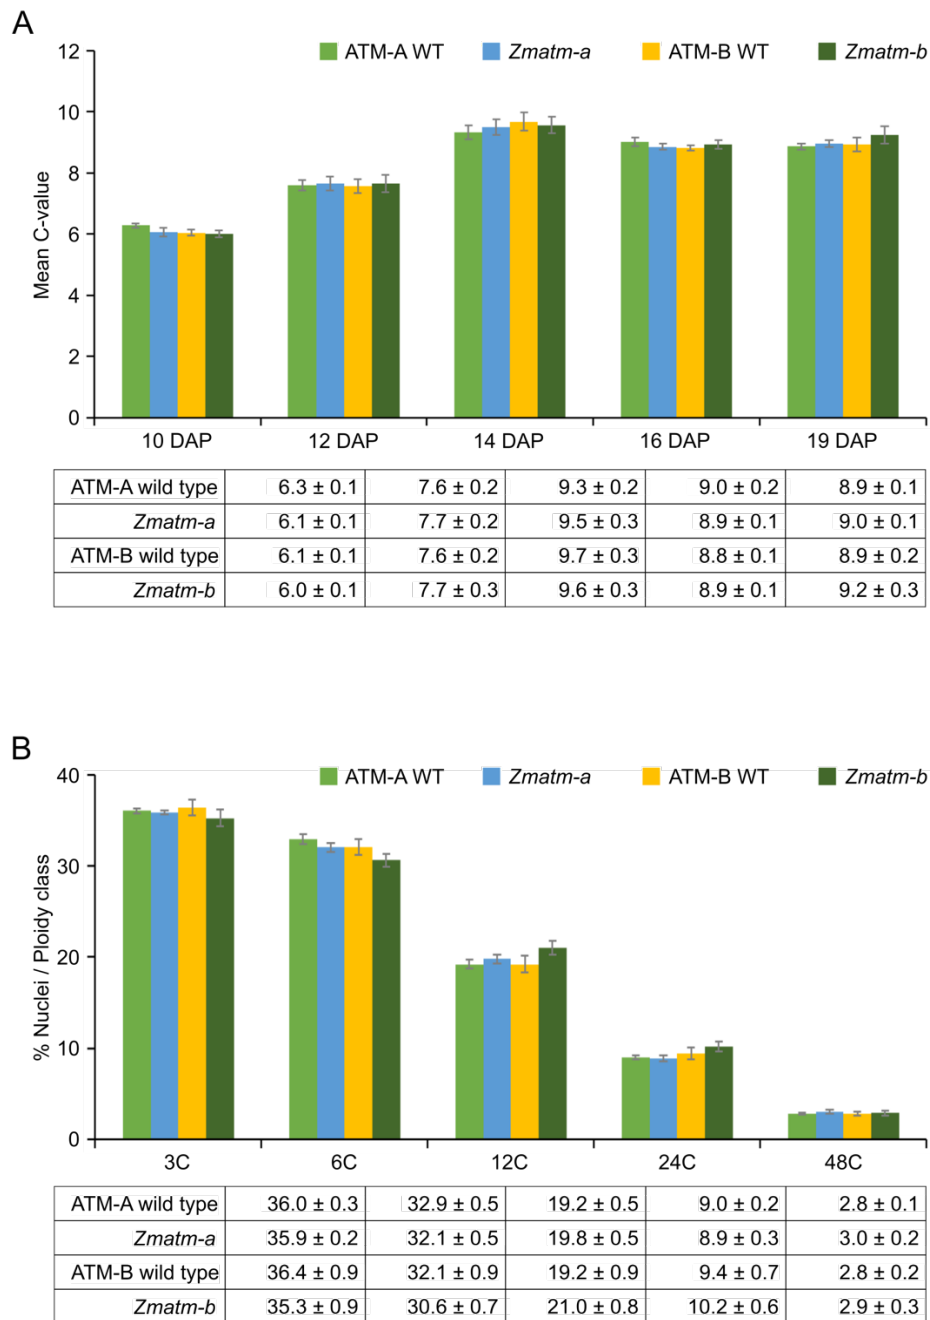 A
12
ATM-A WT Zmatm-a ATM-B WT Zmatm-b
10
8
6
4
2
0
Mean C-value
10 DAP 12 DAP 14 DAP 16 DAP 19 DAP
ATM-A wild type 6.3 ± 0.1 7.6 ± 0.2 9.3 ± 0.2 9.0 ± 0.2 8.9 ± 0.1
Zmatm-a 6.1 ± 0.1 7.7 ± 0.2 9.5 ± 0.3 8.9 ± 0.1 9.0 ± 0.1
ATM-B wild type 6.1 ± 0.1 7.6 ± 0.2 9.7 ± 0.3 8.8 ± 0.1 8.9 ± 0.2
Zmatm-b 6.0 ± 0.1 7.7 ± 0.3 9.6 ± 0.3 8.9 ± 0.1 9.2 ± 0.3
B
40
ATM-A WT Zmatm-a ATM-B WT Zmatm-b
30
20
10
0
% Nuclei / Ploidy class
3C 6C 12C 24C 48C
ATM-A wild type 36.0 ± 0.3 32.9 ± 0.5 19.2 ± 0.5 9.0 ± 0.2 2.8 ± 0.1
Zmatm-a 35.9 ± 0.2 32.1 ± 0.5 19.8 ± 0.5 8.9 ± 0.3 3.0 ± 0.2
ATM-B wild type 36.4 ± 0.9 32.1 ± 0.9 19.2 ± 0.9 9.4 ± 0.7 2.8 ± 0.2
Zmatm-b 35.3 ± 0.9 30.6 ± 0.7 21.0 ± 0.8 10.2 ± 0.6 2.9 ± 0.3